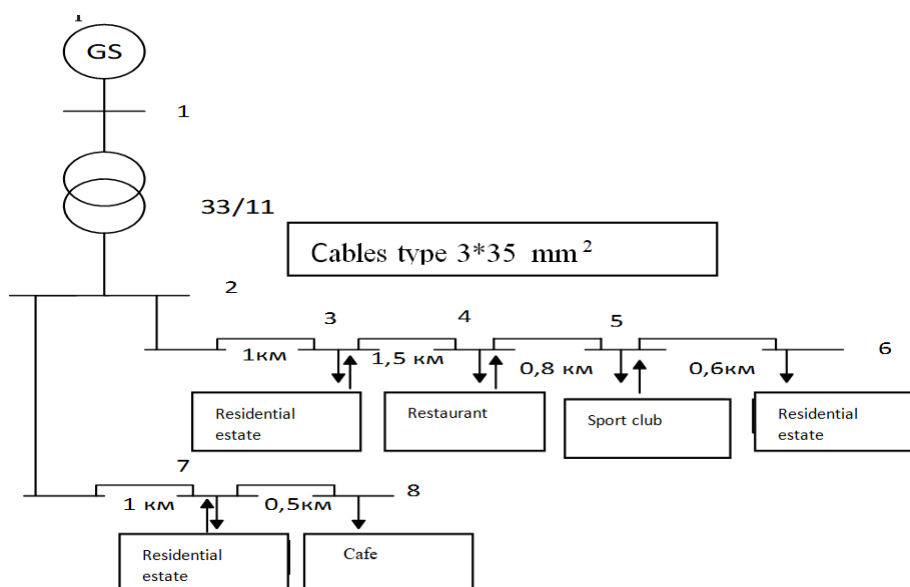 GS
1
33/11
Cables type 3*35 mm²
2
3
4
5
6
1км
1,5 км
0,8 км
0,6км
Residential
estate
Restaurant
Sport club
Residential
estate
7
8
1 км
0,5км
Residential
estate
Cafe